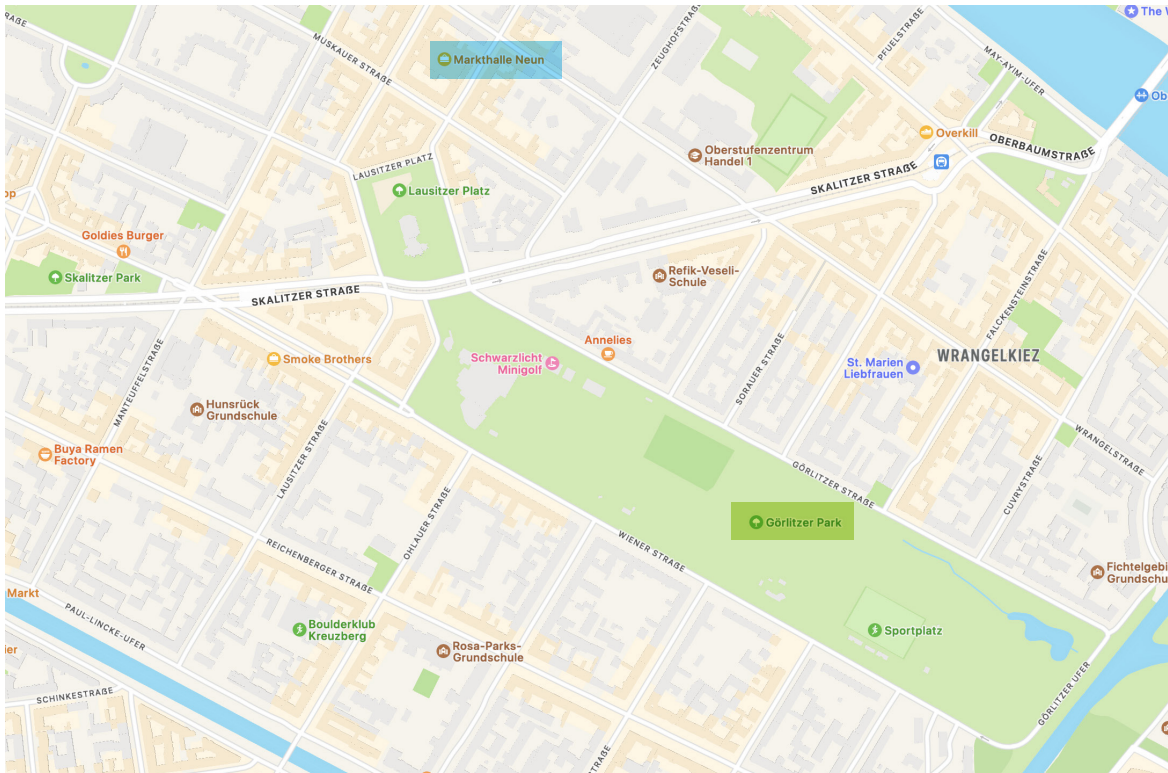 The W
MUSKAUER STRAßE
Markthalle Neun
ZEUGHOFSTRAßE
PFUELSTRAßE
MAY-AYIM-UFER
Ob
Overkill
OBERBAUMSTRAßE
Oberstufenzentrum
Handel 1
LAUSITZER PLATZ
SKALITZER STRAßE
Lausitzer Platz
op
Goldies Burger
Skalitzer Park
Refik-Veseli-
Schule
SKALITZER STRAßE
FALCKENSTEINSTRAßE
Annelies
Smoke Brothers
Schwarzlicht
Minigolf
WRANGELKIEZ
St. Marien
Liebfrauen
MANTEUFFELSTRAßE
SORAUER STRAßE
Hunsrück
Grundschule
Buya Ramen
Factory
LAUSITZER STRAßE
WRANGELSTRAßE
GÖRLITZER STRAßE
CUVRYSTRAßE
OHLAUER STRAßE
Görlitzer Park
WIENER STRAßE
REICHENBERGER STRAßE
Fichtelgebi
Grundschu
Markt
PAUL-LINCKE-UFER
Boulderklub
Kreuzberg
Sportplatz
ier
Rosa-Parks-
Grundschule
SCHINKESTRAßE
GÖRLITZER UFER